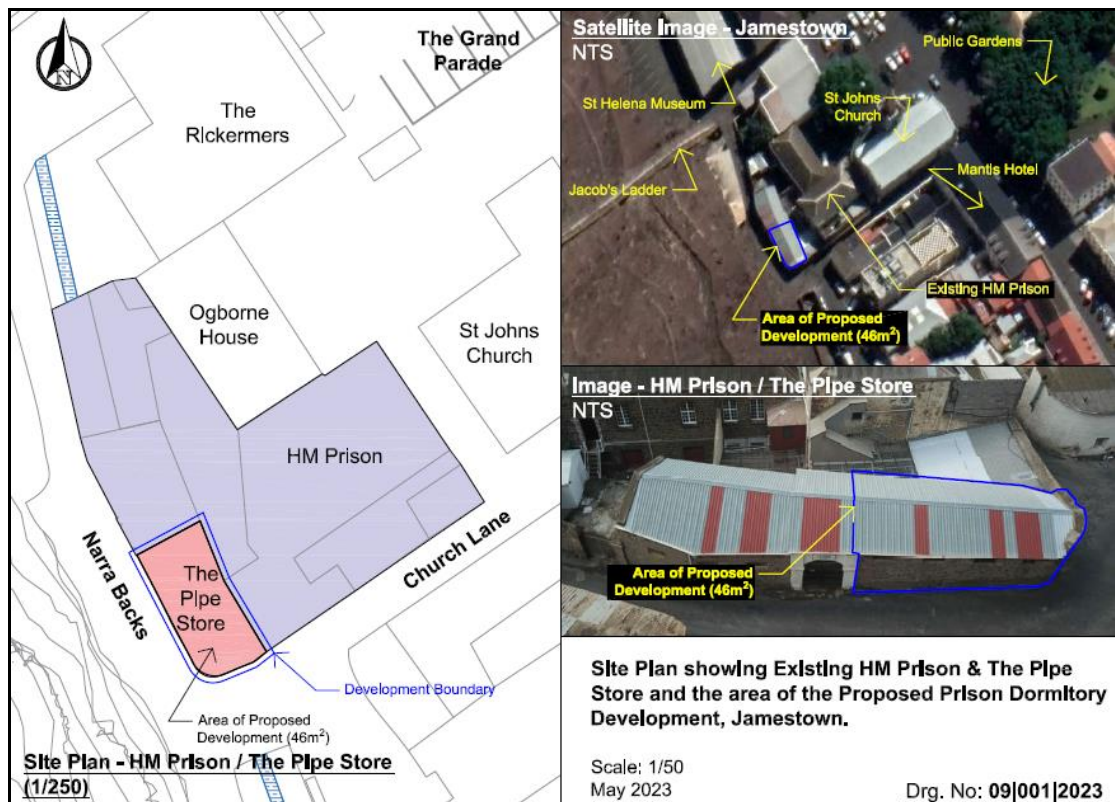 N
The Grand
Parade
The
Rickermers
Ogborne
House
St Johns
Church
HM Prison
Narra Backs
The
Pipe
Store
Church Lane
Development Boundary
Area of Proposed
Development (46m²)
Site Plan - HM Prison / The Pipe Store
(1/250)
Satellite Image - Jamestown
NTS
Public Gardens
St Helena Museum
St Johns
Church
Mantis Hotel
Jacob's Ladder
Existing HM Prison
Area of Proposed
Development (46m²)
Image - HM Prison / The Pipe Store
NTS
Area of Proposed
Development (46m²)
Site Plan showing Existing HM Prison & The Pipe
Store and the area of the Proposed Prison Dormitory
Development, Jamestown.
Scale: 1/50
May 2023
Drg. No: 09|001|2023